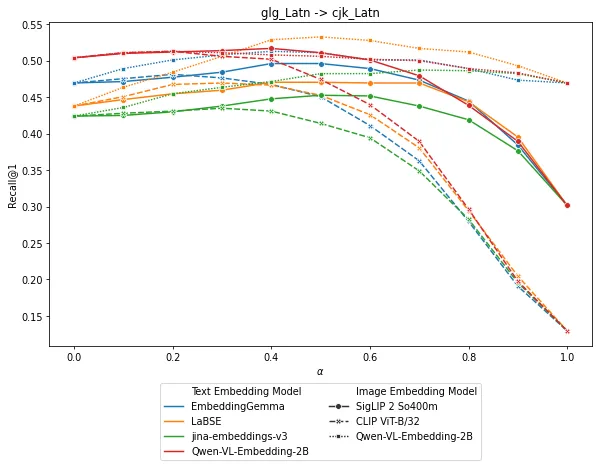 glg_Latn -> cjk_Latn
Recall@1
0.55
0.50
0.45
0.40
0.35
0.30
0.25
0.20
0.15
0.0 0.2 0.4 0.6 0.8 1.0
α
Text Embedding Model Image Embedding Model
EmbeddingGemma SigLIP 2 So400m
LaBSE CLIP ViT-B/32
jina-embeddings-v3 Qwen-VL-Embedding-2B
Qwen-VL-Embedding-2B